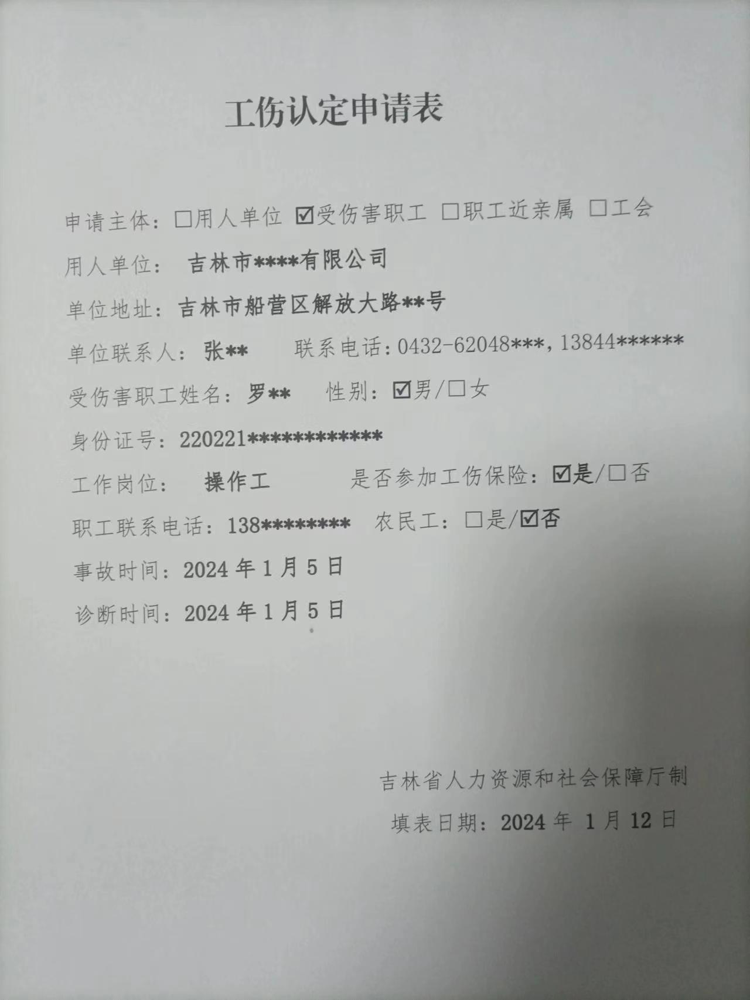 工伤认定申请表
申请主体：□用人单位 ☑受伤害职工 □职工近亲属 □工会
用人单位： 吉林市****有限公司
单位地址：吉林市船营区解放大路**号
单位联系人：张** 联系电话:0432-62048***, 13844******
受伤害职工姓名：罗** 性别：☑男/□女
身份证号：220221************
工作岗位： 操作工 是否参加工伤保险：☑是/□否
职工联系电话：138******** 农民工：□是/☑否
事故时间：2024 年 1 月 5 日
诊断时间：2024 年 1 月 5 日
吉林省人力资源和社会保障厅制
填表日期：2024 年 1 月 12 日